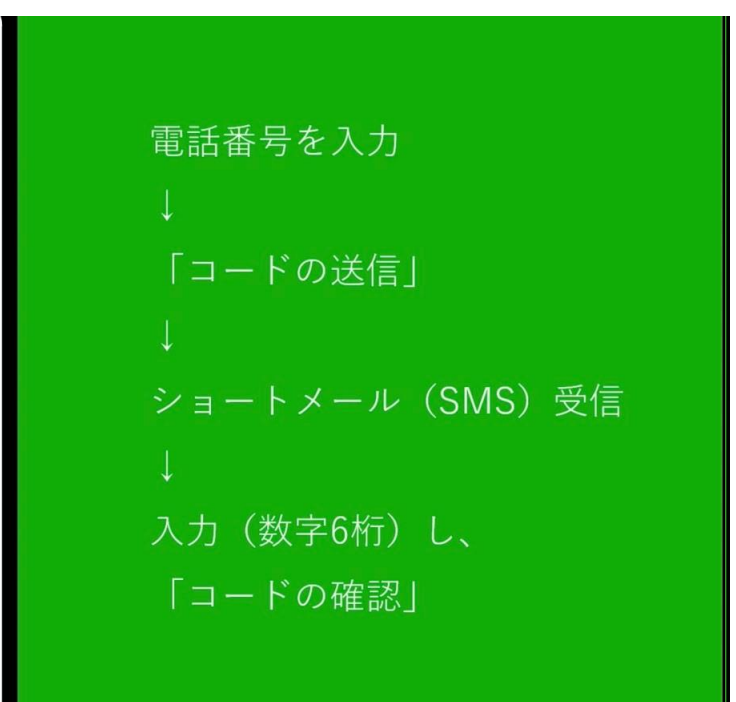 電話番号を入力
↓
「コードの送信」
↓
ショートメール（SMS）受信
↓
入力（数字6桁）し、
「コードの確認」